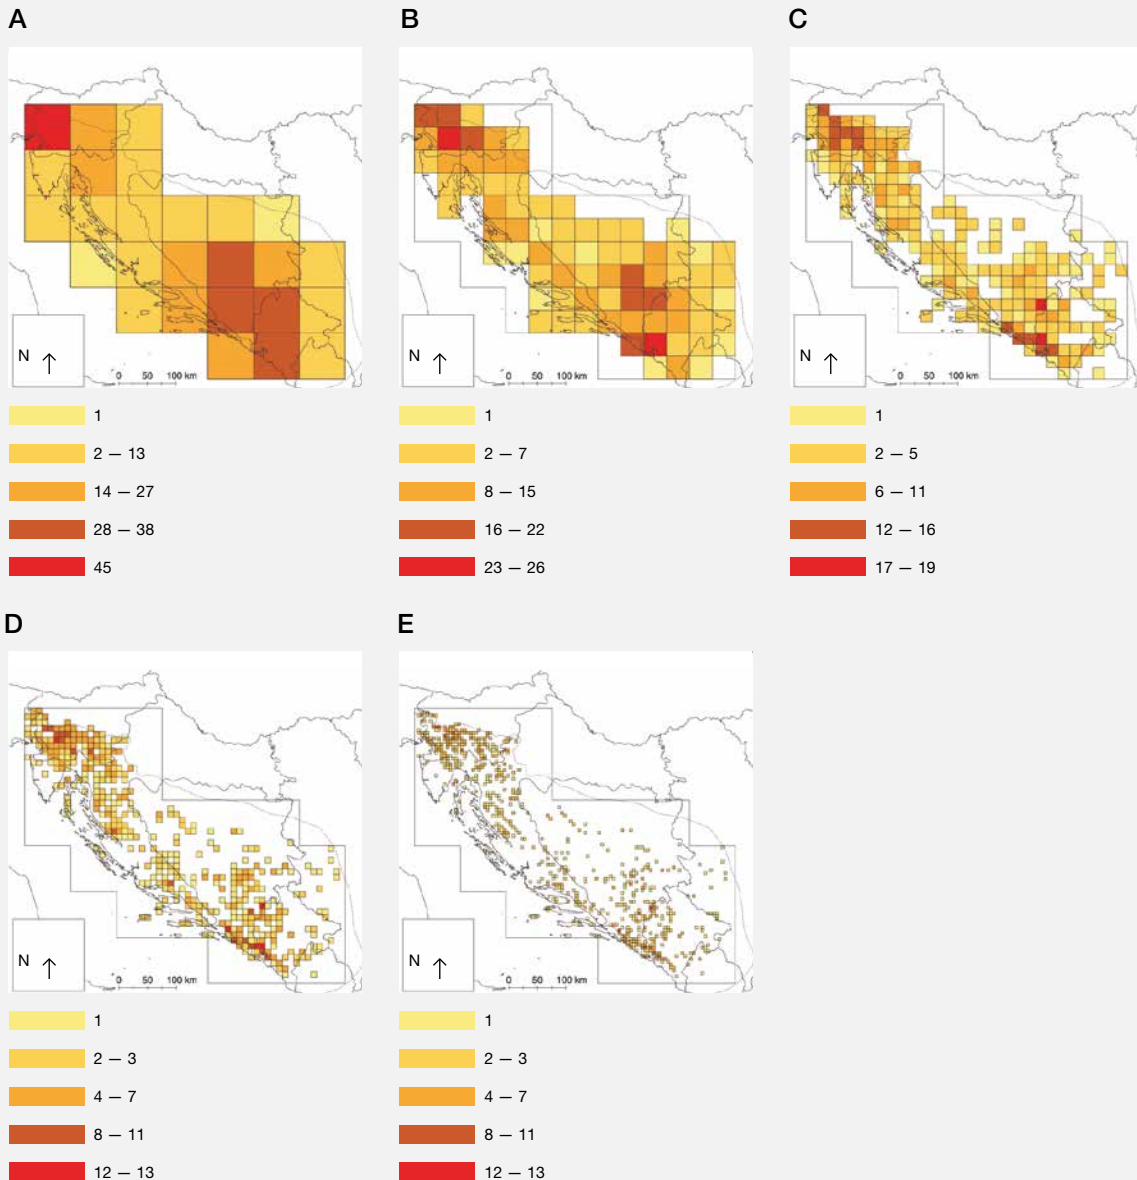 A
B
C
N
0 50 100 km
N
0 50 100 km
N
0 50 100 km
1
2 — 13
14 — 27
28 — 38
45
1
2 — 7
8 — 15
16 — 22
23 — 26
1
2 — 5
6 — 11
12 — 16
17 — 19
D
E
N
0 50 100 km
N
0 50 100 km
1
2 — 3
4 — 7
8 — 11
12 — 13
1
2 — 3
4 — 7
8 — 11
12 — 13